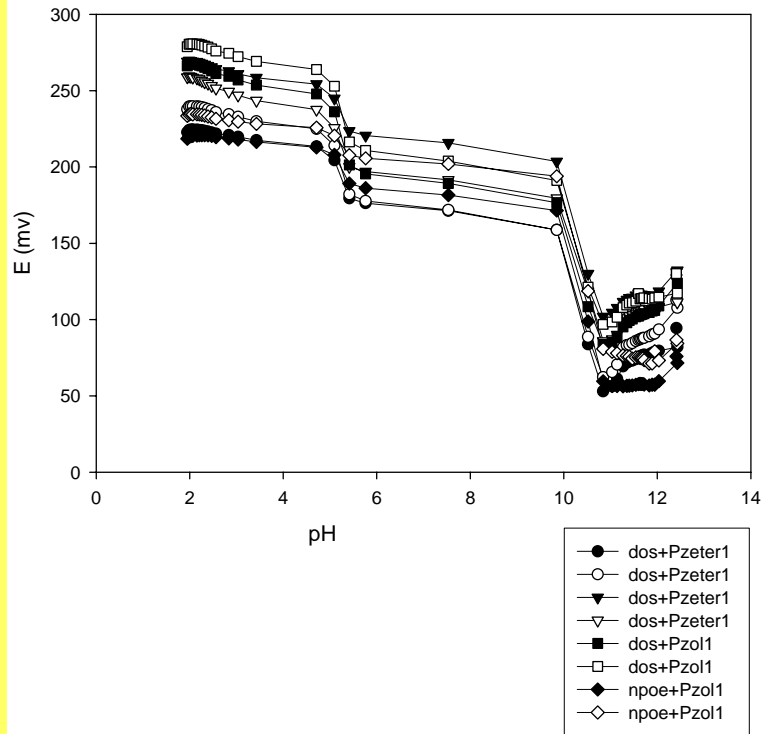 300
250
200
150
100
50
0
E (mv)
0 2 4 6 8 10 12 14
pH
dos+Pzeter1
dos+Pzeter1
dos+Pzeter1
dos+Pzeter1
dos+Pzol1
dos+Pzol1
npoe+Pzol1
npoe+Pzol1